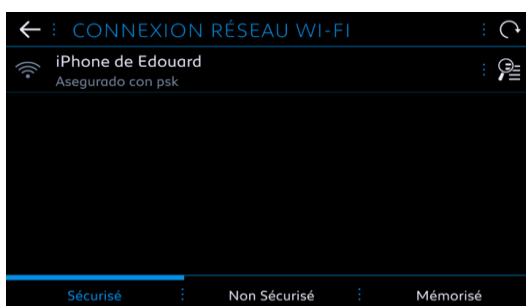 CONNEXION RÉSEAU WI-FI
iPhone de Edouard
Asegurado con psk
Sécurisé Non Sécurisé Mémorisé